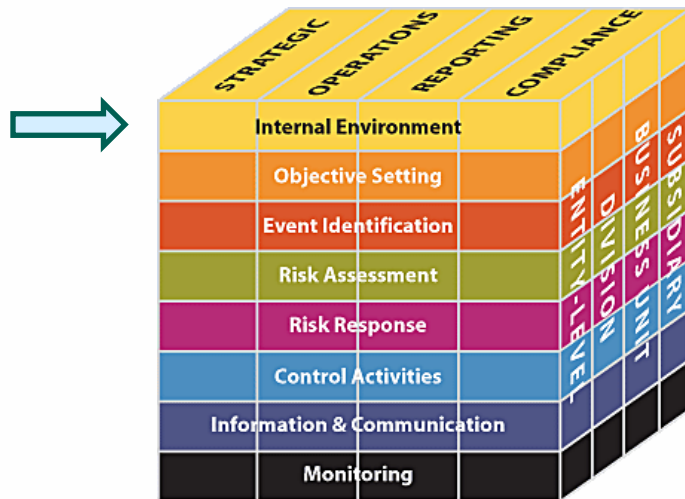 STRATEGIC
OPERATIONS
REPORTING
COMPLIANCE
Internal Environment
Objective Setting
Event Identification
Risk Assessment
Risk Response
Control Activities
Information & Communication
Monitoring
ENTITY-LEVEL
DIVISION
BUSINESS UNIT
SUBSIDIARY